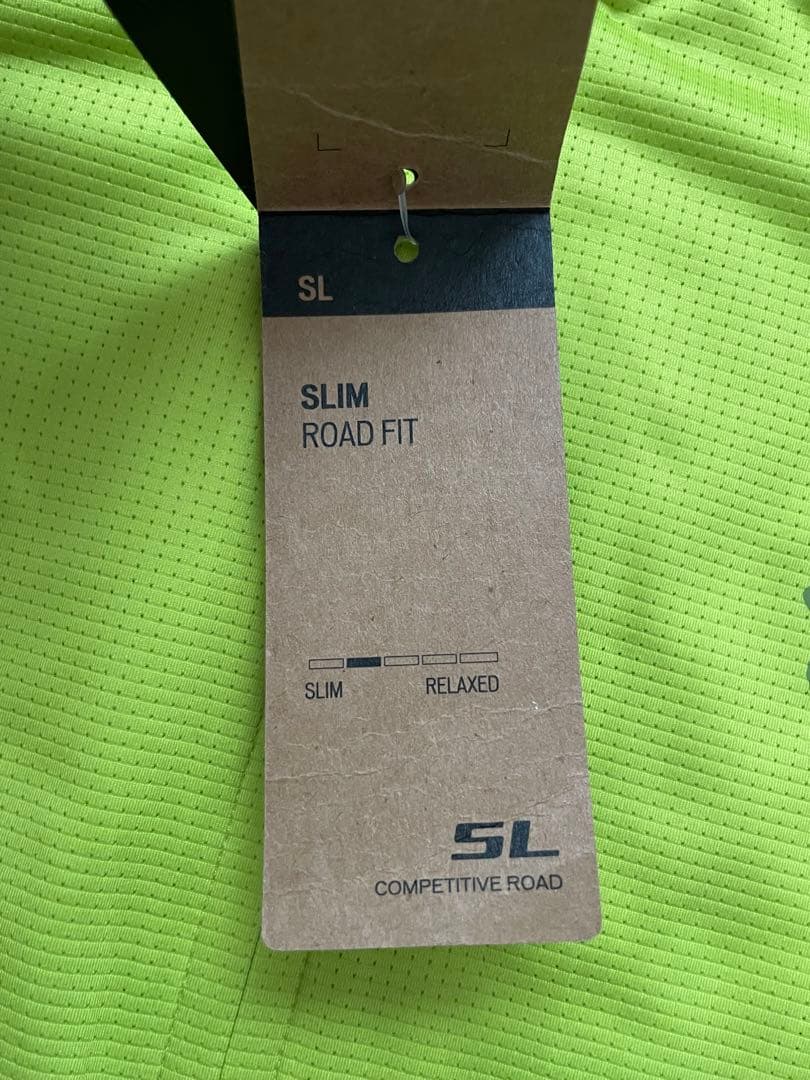 SL
SLIM
ROAD FIT
SLIM RELAXED
SL
COMPETITIVE ROAD